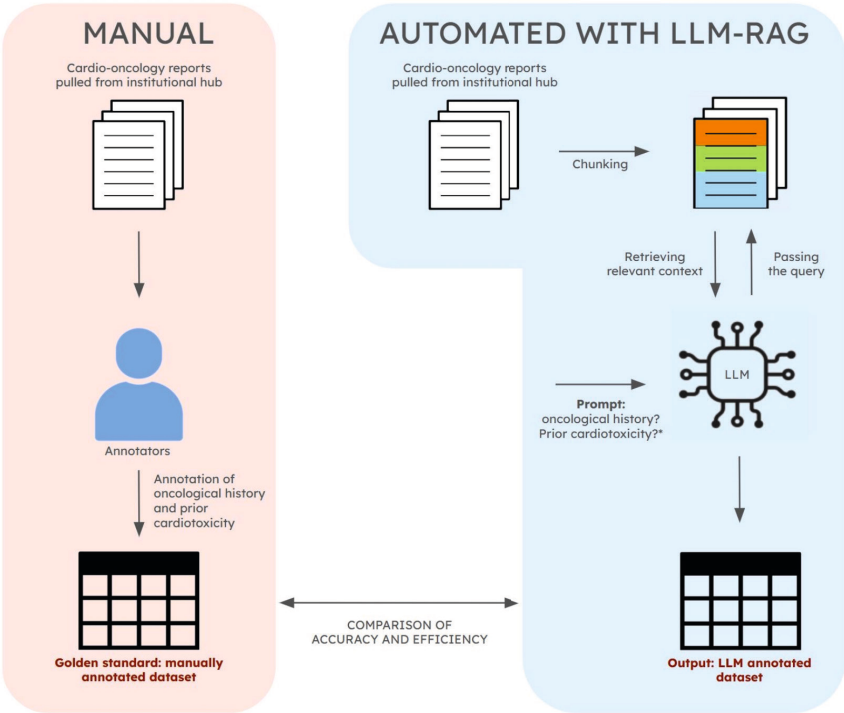 MANUAL
Cardio-oncology reports
pulled from institutional hub
Annotators
Annotation of
oncological history
and prior
cardiotoxicity
Golden standard: manually
annotated dataset
COMPARISON OF
ACCURACY AND EFFICIENCY
AUTOMATED WITH LLM-RAG
Cardio-oncology reports
pulled from institutional hub
Chunking
Retrieving
relevant context
Passing
the query
LLM
Prompt:
oncological history?
Prior cardiotoxicity?*
Output: LLM annotated
dataset